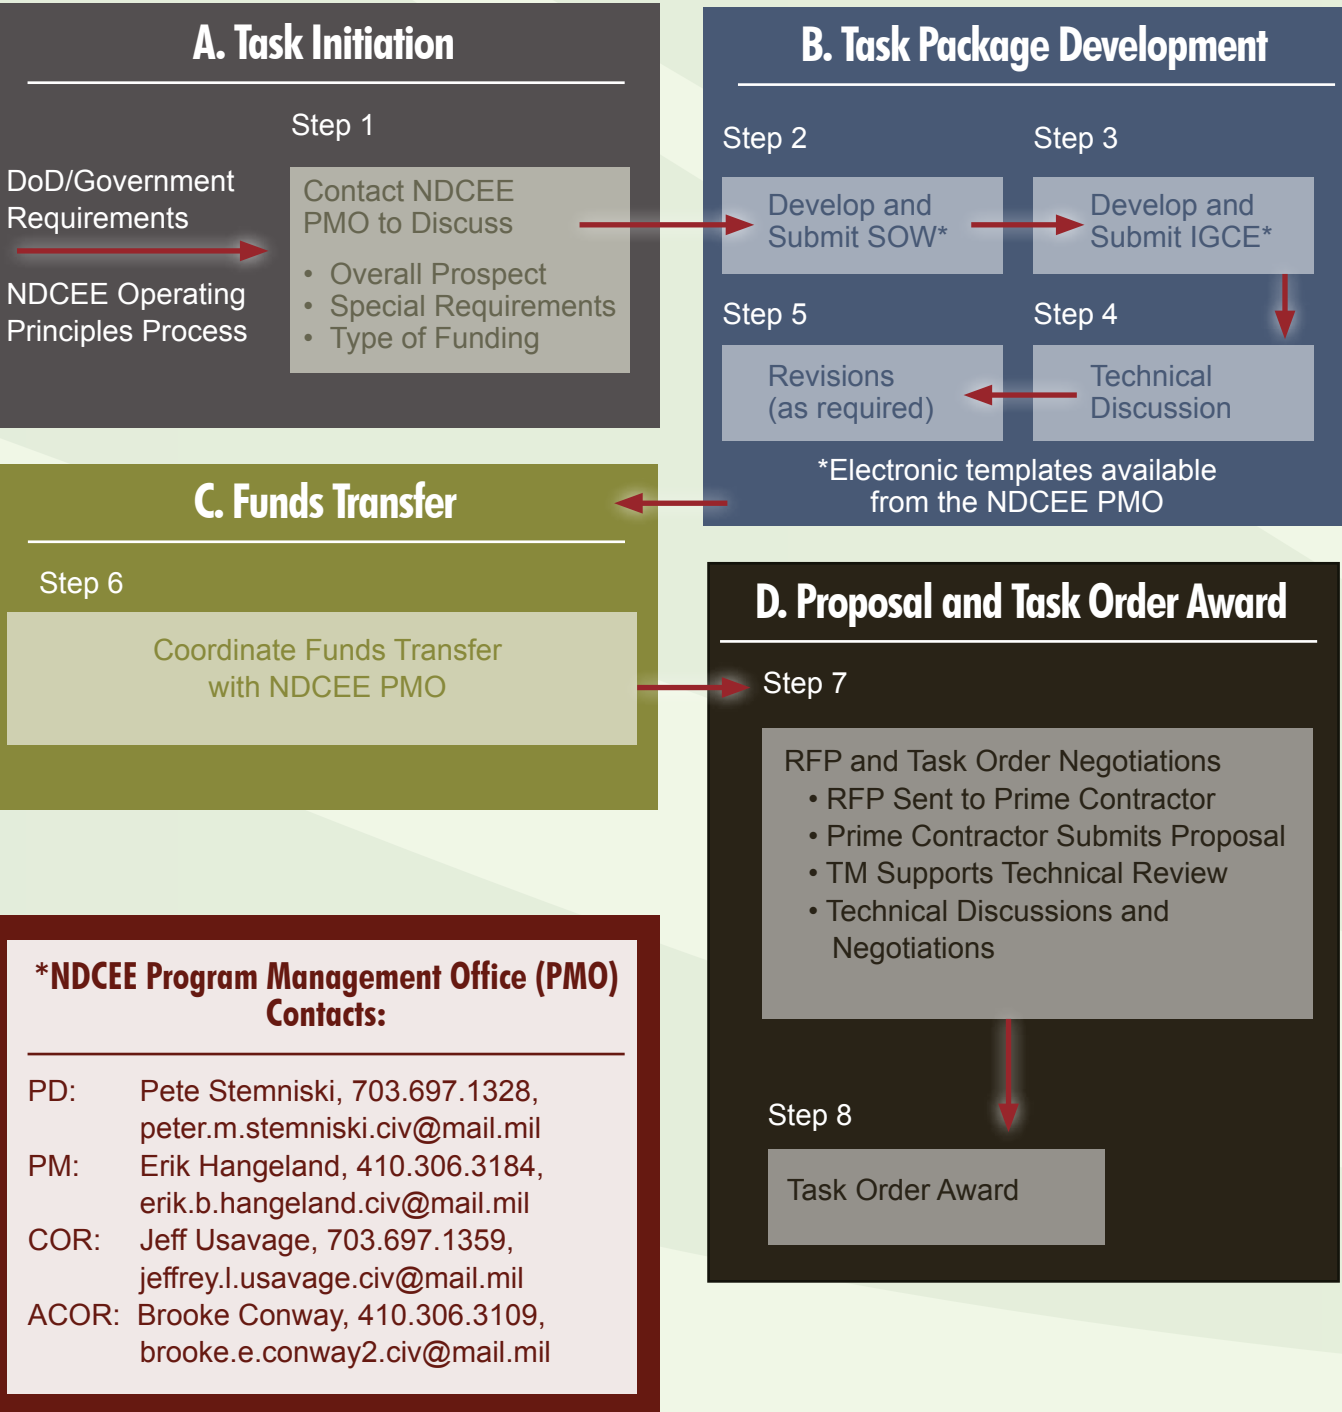 A. Task Initiation
DoD/Government
Requirements
NDCEE Operating
Principles Process
Step 1
Contact NDCEE
PMO to Discuss
• Overall Prospect
• Special Requirements
• Type of Funding
B. Task Package Development
Step 2
Develop and
Submit SOW*
Step 3
Develop and
Submit IGCE*
Step 4
Technical
Discussion
Step 5
Revisions
(as required)
*Electronic templates available
from the NDCEE PMO
C. Funds Transfer
Step 6
Coordinate Funds Transfer
with NDCEE PMO
D. Proposal and Task Order Award
Step 7
RFP and Task Order Negotiations
• RFP Sent to Prime Contractor
• Prime Contractor Submits Proposal
• TM Supports Technical Review
• Technical Discussions and
Negotiations
Step 8
Task Order Award
*NDCEE Program Management Office (PMO)
Contacts:
PD: Pete Stemniski, 703.697.1328,
peter.m.stemniski.civ@mail.mil
PM: Erik Hangeland, 410.306.3184,
erik.b.hangeland.civ@mail.mil
COR: Jeff Usavage, 703.697.1359,
jeffrey.l.usavage.civ@mail.mil
ACOR: Brooke Conway, 410.306.3109,
brooke.e.conway2.civ@mail.mil